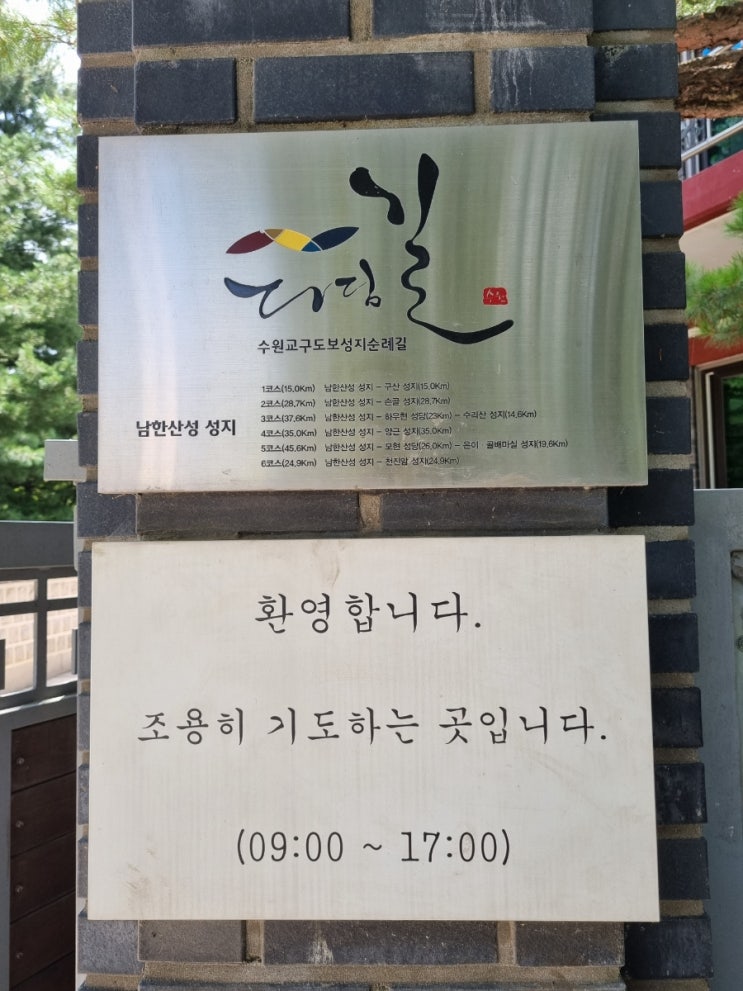 디딤길
수원
수원교구도보성지순례길
남한산성 성지
1코스(15.0Km) 남한산성 성지 - 구산 성지(15.0Km)
2코스(28.7Km) 남한산성 성지 - 손골 성지(28.7Km)
3코스(37.6Km) 남한산성 성지 - 하우현 성당(23Km) - 수리산 성지(14.6Km)
4코스(35.0Km) 남한산성 성지 - 양근 성지(35.0Km)
5코스(45.6Km) 남한산성 성지 - 모현 성당(26.0Km) - 은이·골배마실 성지(19.6Km)
6코스(24.9Km) 남한산성 성지 - 천진암 성지(24.9Km)
환영합니다.
조용히 기도하는 곳입니다.
(09:00 ~ 17:00)